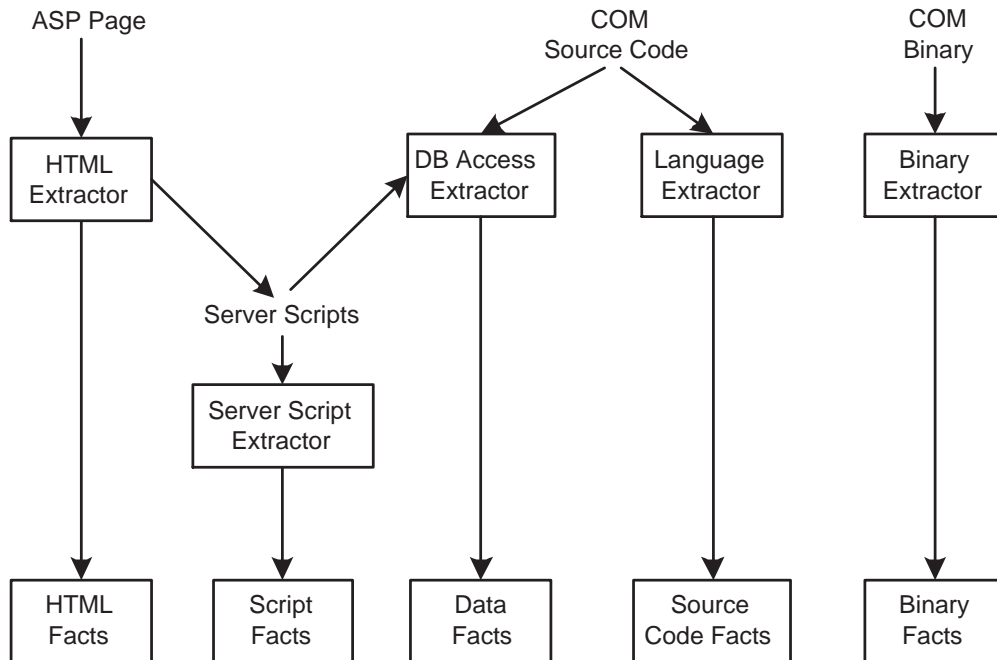 ASP Page
COM
Source Code
COM
Binary
HTML
Extractor
DB Access
Extractor
Language
Extractor
Binary
Extractor
Server Scripts
Server Script
Extractor
HTML
Facts
Script
Facts
Data
Facts
Source
Code Facts
Binary
Facts